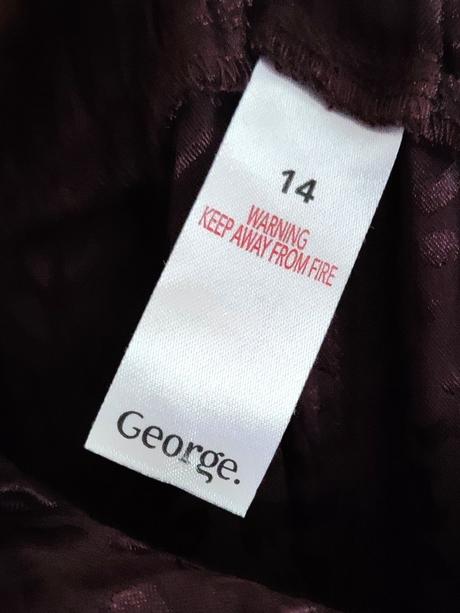 14
WARNING
KEEP AWAY FROM FIRE
George.